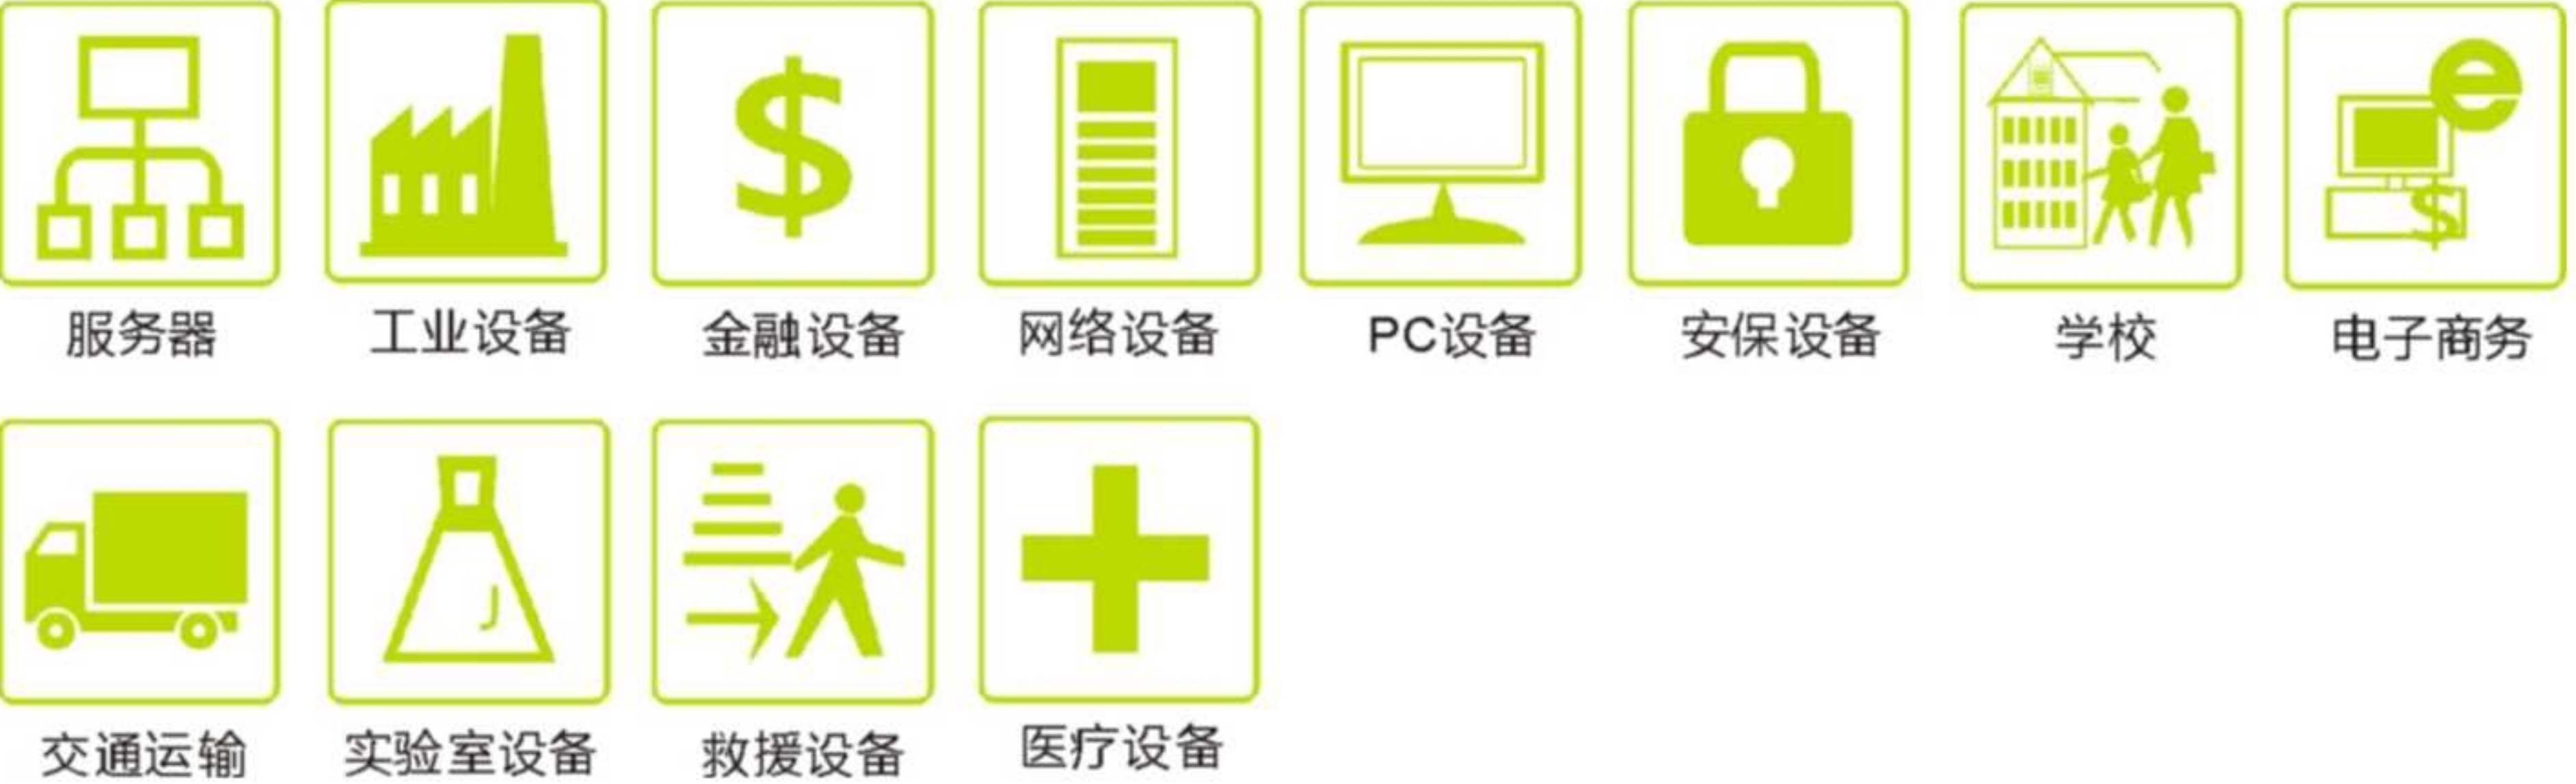 服务器
工业设备
金融设备
网络设备
PC设备
安保设备
学校
电子商务
交通运输
实验室设备
救援设备
医疗设备